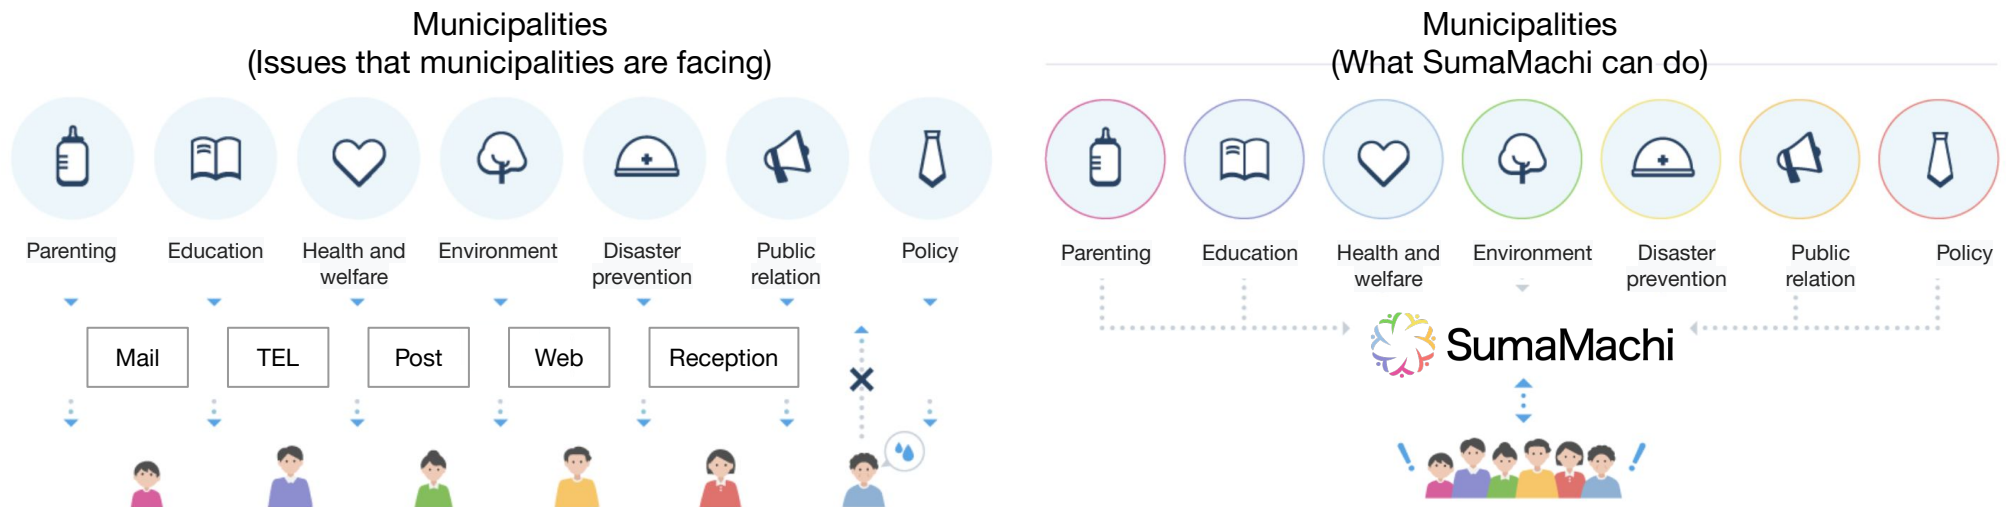 Municipalities
(Issues that municipalities are facing)
Parenting
Education
Health and
welfare
Environment
Disaster
prevention
Public
relation
Policy
Mail
TEL
Post
Web
Reception
Municipalities
(What SumaMachi can do)
Parenting
Education
Health and
welfare
Environment
Disaster
prevention
Public
relation
Policy
SumaMachi